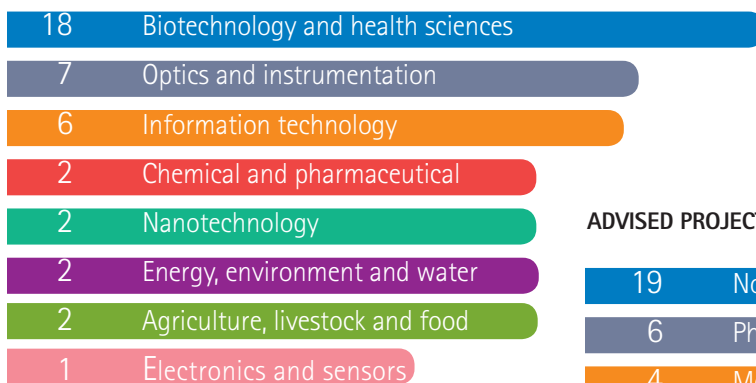 18 Biotechnology and health sciences
7 Optics and instrumentation
6 Information technology
2 Chemical and pharmaceutical
2 Nanotechnology
2 Energy, environment and water
2 Agriculture, livestock and food
1 Electronics and sensors
ADVISED
19
6
4